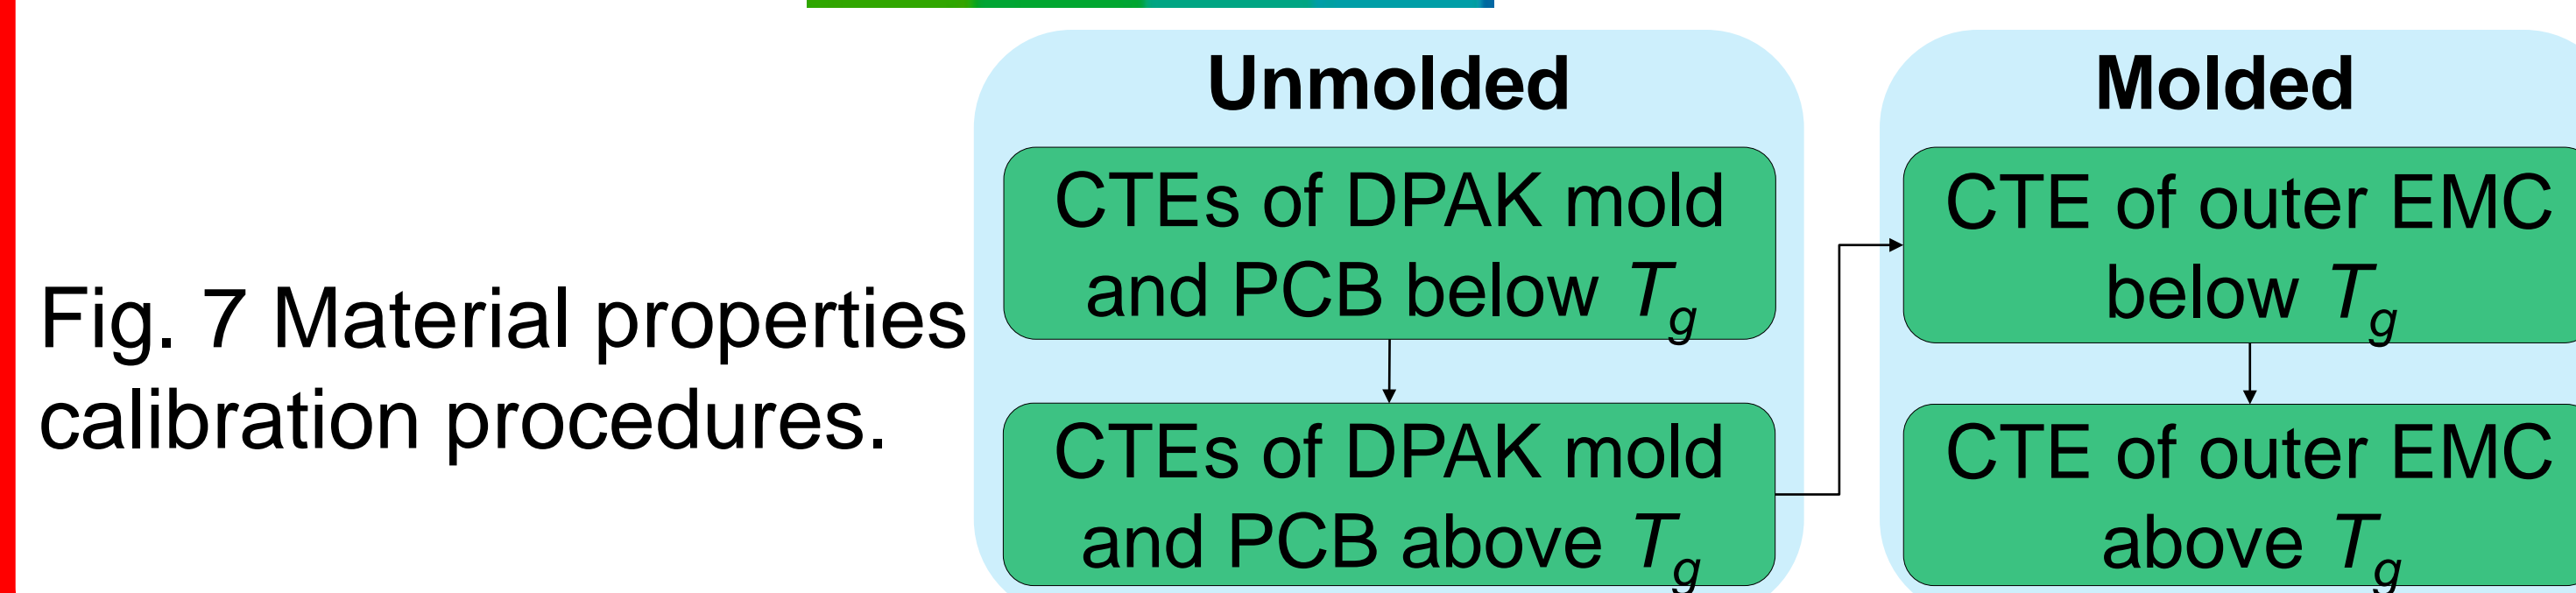 Fig. 7 Material properties
calibration procedures.
Unmolded
CTEs of DPAK mold
and PCB below Tg
CTEs of DPAK mold
and PCB above Tg
Molded
CTE of outer EMC
below Tg
CTE of outer EMC
above Tg